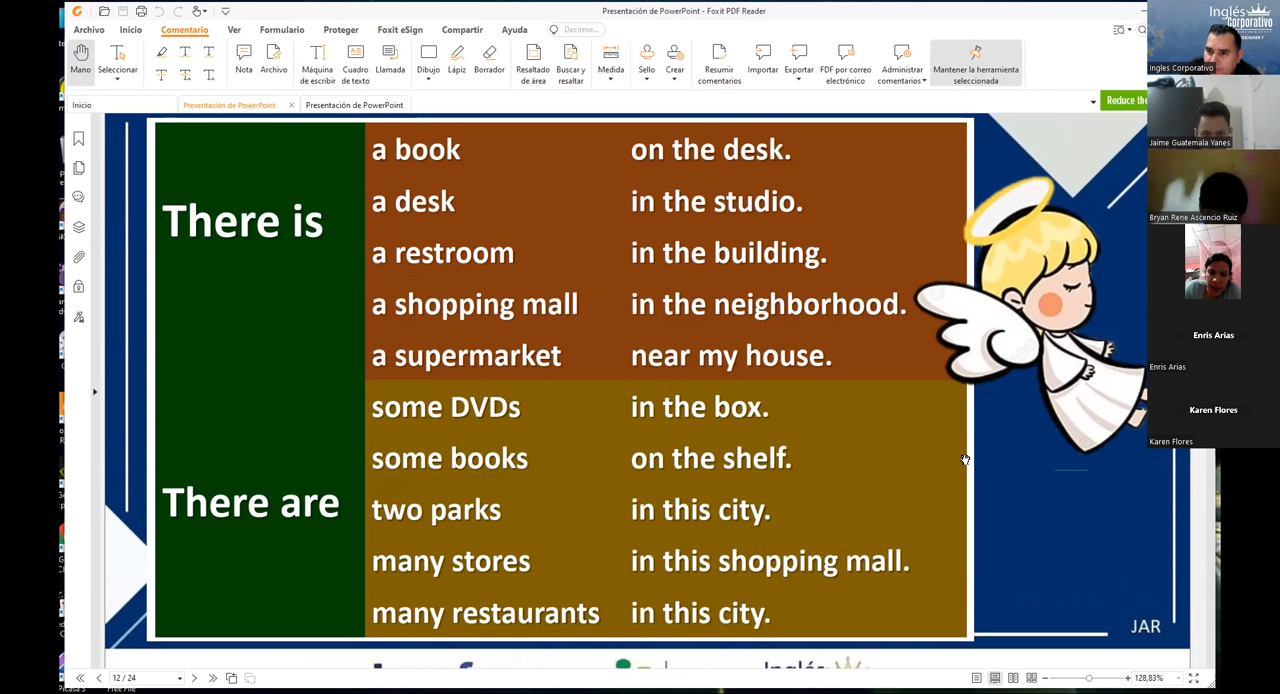 Presentación de PowerPoint - Foxit PDF Reader
Archivo Inicio Comentario Ver Formulario Proteger Foxit eSign Compartir Ayuda Decirme...
Mano Seleccionar Nota Archivo Máquina de escribir Cuadro de texto Llamada Dibujo Lápiz Borrador Resaltado de área Buscar y resaltar Medida Sello Crear Resumir comentarios Importar Exportar FDF por correo electrónico Administrar comentarios Mantener la herramienta seleccionada
Inicio Presentación de PowerPoint Presentación de PowerPoint Reduce the
There is
a book on the desk.
a desk in the studio.
a restroom in the building.
a shopping mall in the neighborhood.
a supermarket near my house.
There are
some DVDs in the box.
some books on the shelf.
two parks in this city.
many stores in this shopping mall.
many restaurants in this city.
JAR
Inglés
Corporativo
Ingles Corporativo
Jaime Guatemala Yanes
Bryan Rene Ascencio Ruiz
Enris Arias
Enris Arias
Karen Flores
Karen Flores
12 / 24
128,83%
Free File